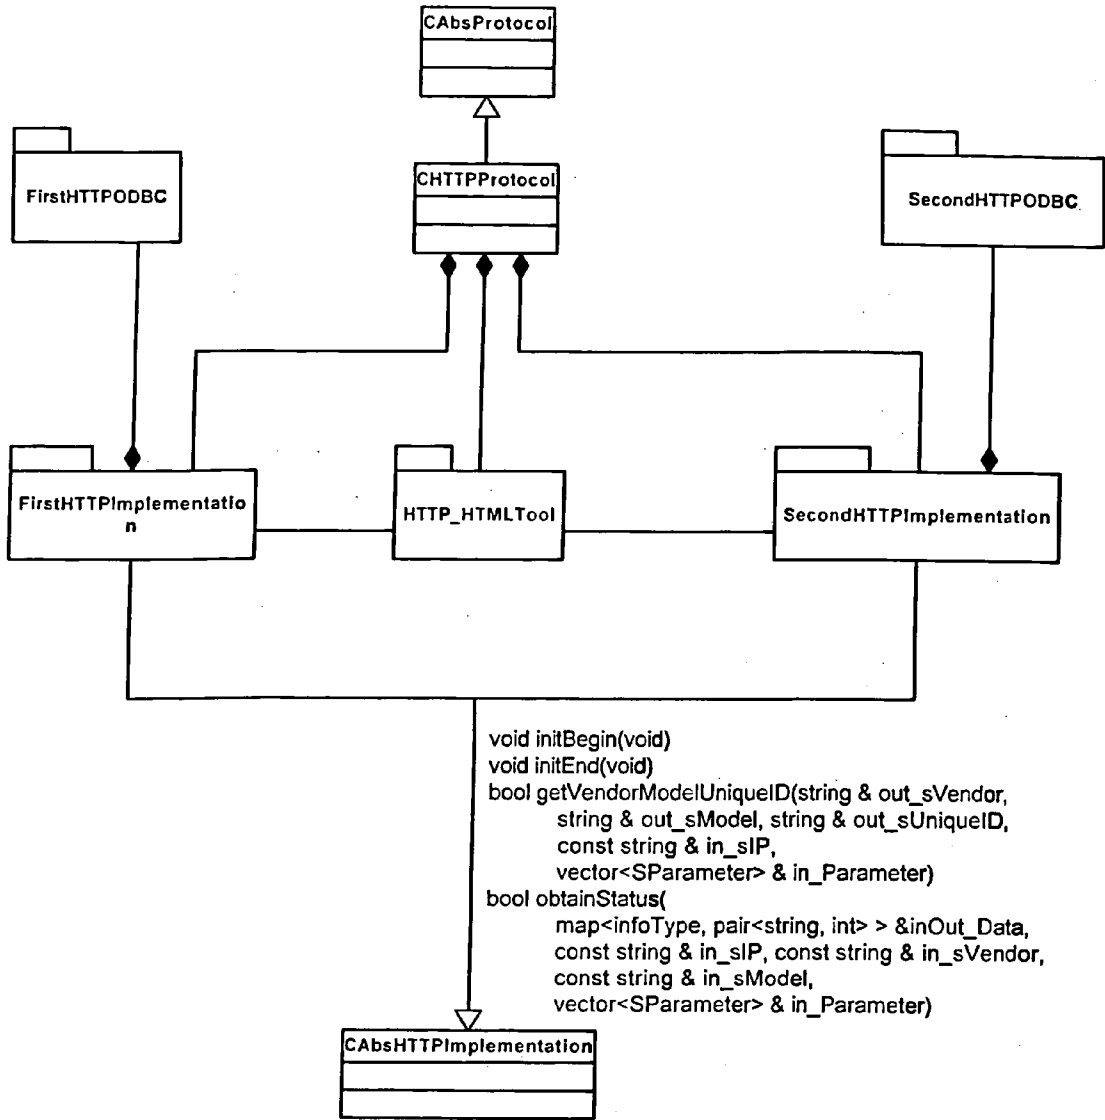 CAbsProtocol
FirstHTTPODBC
CHTTPProtocol
SecondHTTPODBC
FirstHTTPImplementatio
n
HTTP_HTMLTool
SecondHTTPImplementation
void initBegin(void)
void initEnd(void)
bool getVendorModelUniqueID(string & out_sVendor,
string & out_sModel, string & out_sUniqueID,
const string & in_sIP,
vector<SParameter> & in_Parameter)
bool obtainStatus(
map<infoType, pair<string, int> > &inOut_Data,
const string & in_sIP, const string & in_sVendor,
const string & in_sModel,
vector<SParameter> & in_Parameter)
CAbsHTTPImplementation